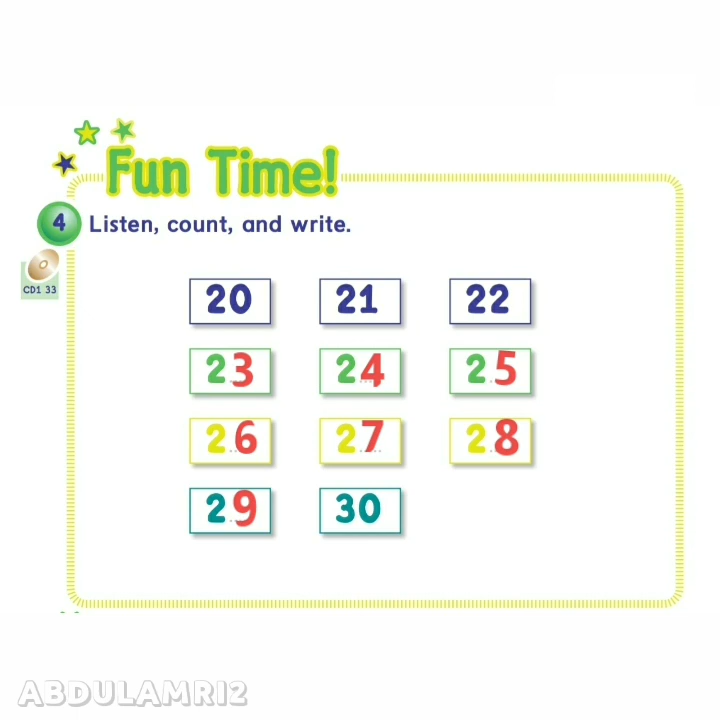 Fun Time!
4 Listen, count, and write.
CD1 33
20 21 22
23 24 25
26 27 28
29 30
ABDULAMRI2